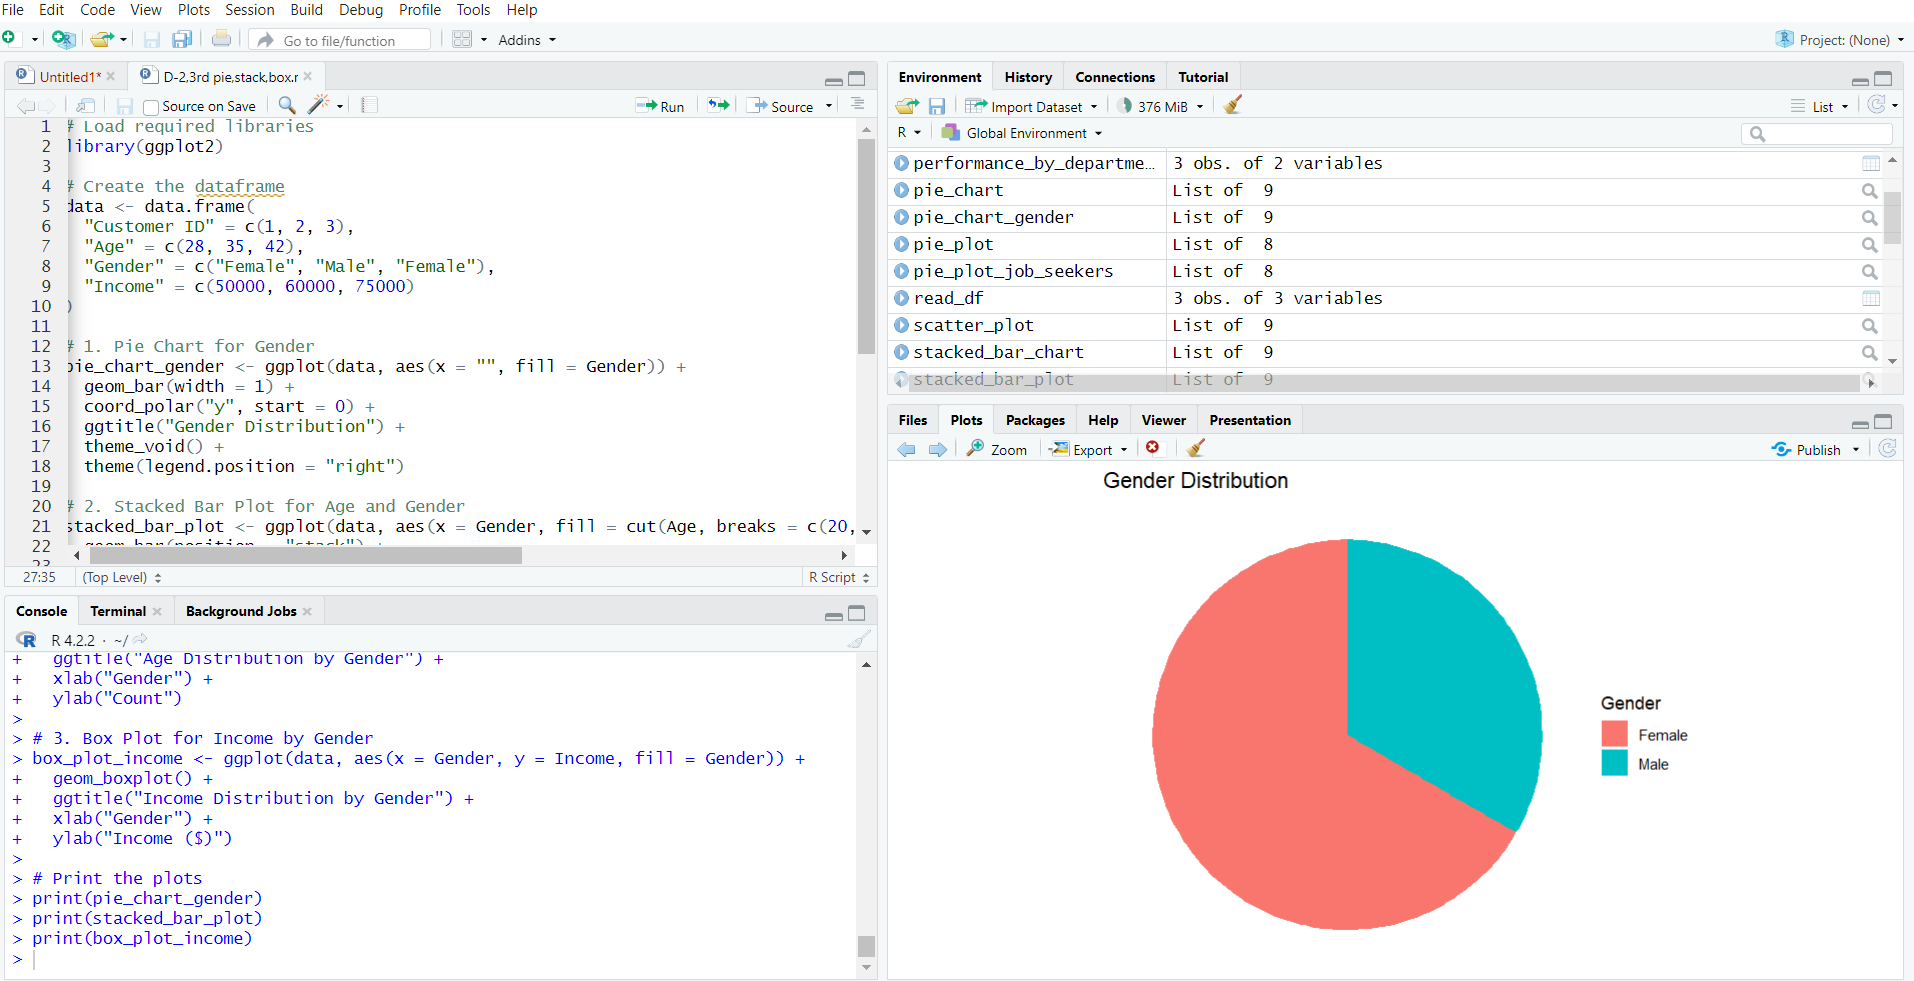 File Edit Code View Plots Session Build Debug Profile Tools Help
Go to file/function Addins Project: (None)
Untitled1* D-2,3rd pie,stack,box.r
Source on Save Run Source
1 # Load required libraries
2 library(ggplot2)
3
4 # Create the dataframe
5 data <- data.frame(
6 "Customer ID" = c(1, 2, 3),
7 "Age" = c(28, 35, 42),
8 "Gender" = c("Female", "Male", "Female"),
9 "Income" = c(50000, 60000, 75000)
10 )
11
12 # 1. Pie Chart for Gender
13 pie_chart_gender <- ggplot(data, aes(x = "", fill = Gender)) +
14 geom_bar(width = 1) +
15 coord_polar("y", start = 0) +
16 ggtitle("Gender Distribution") +
17 theme_void() +
18 theme(legend.position = "right")
19
20 # 2. Stacked Bar Plot for Age and Gender
21 stacked_bar_plot <- ggplot(data, aes(x = Gender, fill = cut(Age, breaks = c(20,
22 geom_bar(position = "stack") +
23
27:35 (Top Level) R Script
Console Terminal Background Jobs
R 4.2.2 · ~/
+ ggtitle("Age Distribution by Gender") +
+ xlab("Gender") +
+ ylab("Count")
>
> # 3. Box Plot for Income by Gender
> box_plot_income <- ggplot(data, aes(x = Gender, y = Income, fill = Gender)) +
+ geom_boxplot() +
+ ggtitle("Income Distribution by Gender") +
+ xlab("Gender") +
+ ylab("Income ($)")
>
> # Print the plots
> print(pie_chart_gender)
> print(stacked_bar_plot)
> print(box_plot_income)
>
Environment History Connections Tutorial
Import Dataset 376 MiB List
R Global Environment
performance_by_departme… 3 obs. of 2 variables
pie_chart List of 9
pie_chart_gender List of 9
pie_plot List of 8
pie_plot_job_seekers List of 8
read_df 3 obs. of 3 variables
scatter_plot List of 9
stacked_bar_chart List of 9
stacked_bar_plot List of 9
Files Plots Packages Help Viewer Presentation
Zoom Export Publish
Gender Distribution
Gender
Female
Male